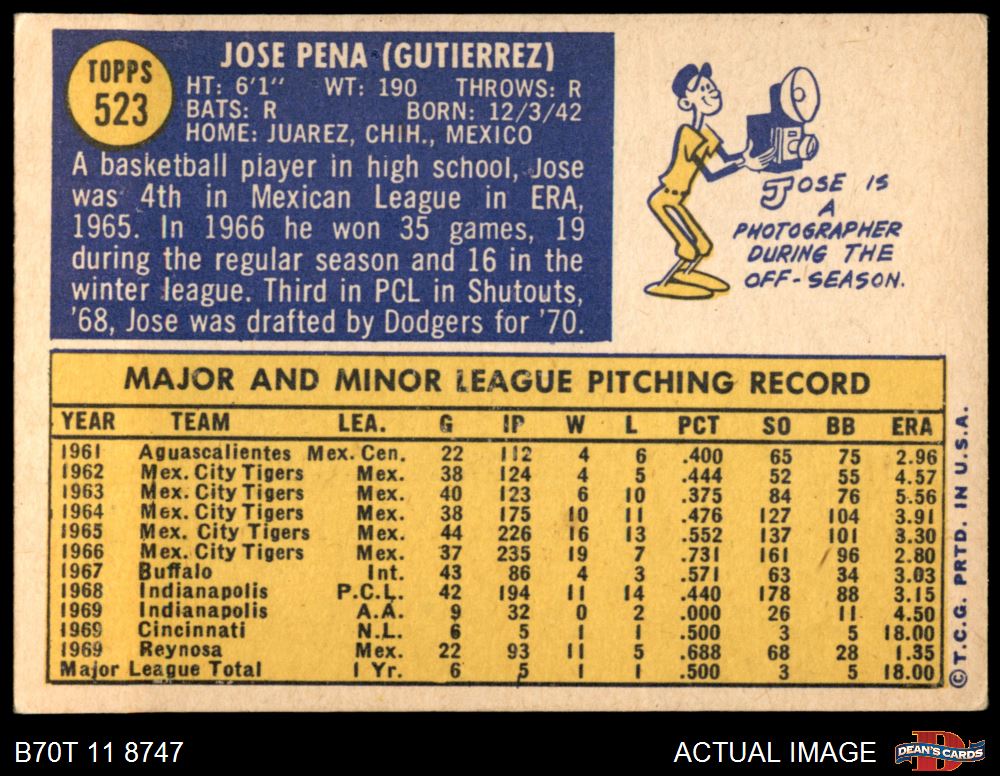 TOPPS
523
JOSE PENA (GUTIERREZ)
HT: 6'1" WT: 190 THROWS: R
BATS: R BORN: 12/3/42
HOME: JUAREZ, CHIH., MEXICO
A basketball player in high school, Jose
was 4th in Mexican League in ERA,
1965. In 1966 he won 35 games, 19
during the regular season and 16 in the
winter league. Third in PCL in Shutouts,
'68, Jose was drafted by Dodgers for '70.
JOSE IS
A
PHOTOGRAPHER
DURING THE
OFF-SEASON.
MAJOR AND MINOR LEAGUE PITCHING RECORD
YEAR TEAM LEA. G IP W L PCT SO BB ERA
1961 Aguascalientes Mex. Cen. 22 112 4 6 .400 65 75 2.96
1962 Mex. City Tigers Mex. 38 124 4 5 .444 52 55 4.57
1963 Mex. City Tigers Mex. 40 123 6 10 .375 84 76 5.56
1964 Mex. City Tigers Mex. 38 175 10 11 .476 127 104 3.91
1965 Mex. City Tigers Mex. 44 226 16 13 .552 137 101 3.30
1966 Mex. City Tigers Mex. 37 235 19 7 .731 161 96 2.80
1967 Buffalo Int. 43 86 4 3 .571 63 34 3.03
1968 Indianapolis P.C.L. 42 194 11 14 .440 178 88 3.15
1969 Indianapolis A.A. 9 32 0 2 .000 26 11 4.50
1969 Cincinnati N.L. 6 5 1 1 .500 3 5 18.00
1969 Reynosa Mex. 22 93 11 5 .688 68 28 1.35
Major League Total 1 Yr. 6 5 1 1 .500 3 5 18.00
©T.C.G. PRTD. IN U.S.A.
B70T 11 8747
ACTUAL IMAGE
D
DEAN'S CARDS